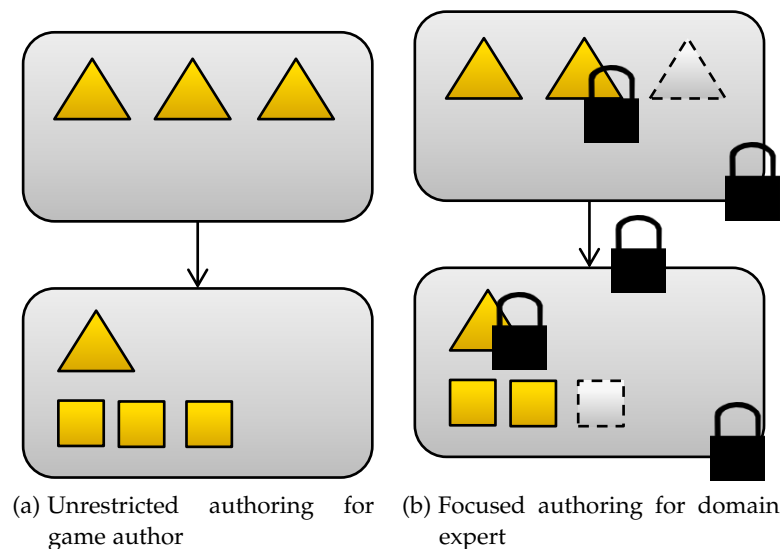 (a) Unrestricted authoring for
game author
(b) Focused authoring for domain
expert